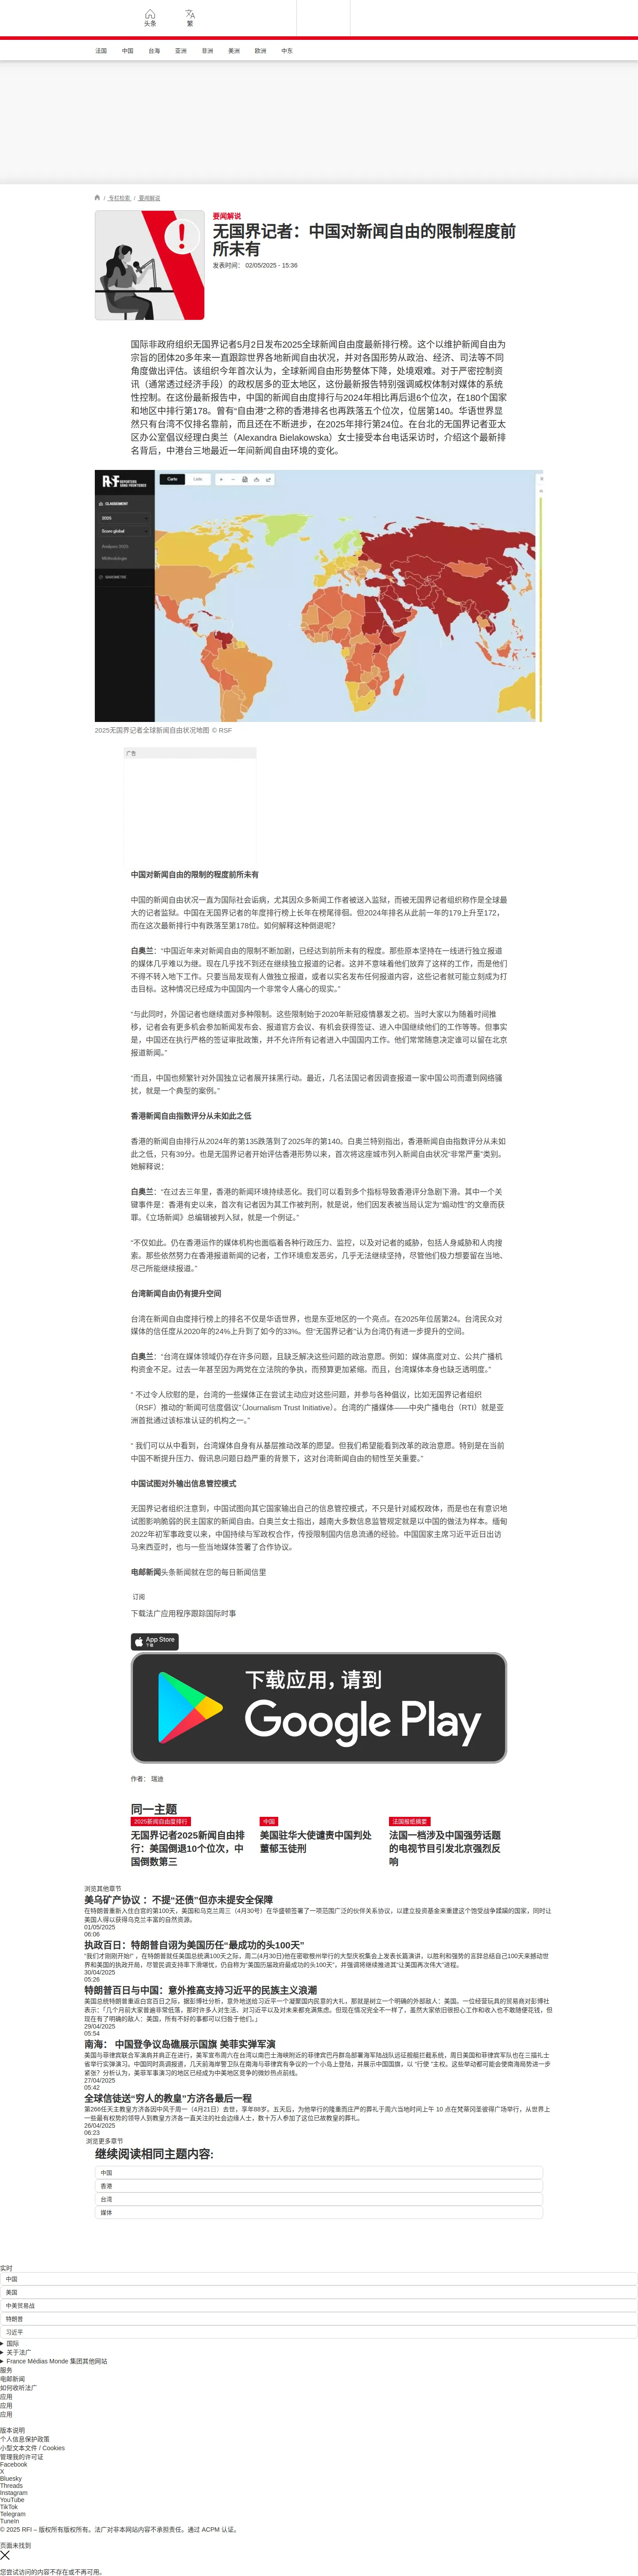 头条
繁
法国
中国
台海
亚洲
非洲
美洲
欧洲
中东
/ 专栏检索 / 要闻解说
要闻解说
无国界记者：中国对新闻自由的限制程度前
所未有
发表时间： 02/05/2025 - 15:36
国际非政府组织无国界记者5月2日发布2025全球新闻自由度最新排行榜。这个以维护新闻自由为
宗旨的团体20多年来一直跟踪世界各地新闻自由状况，并对各国形势从政治、经济、司法等不同
角度做出评估。该组织今年首次认为，全球新闻自由形势整体下降，处境艰难。对于严密控制资
讯（通常透过经济手段）的政权居多的亚太地区，这份最新报告特别强调威权体制对媒体的系统
性控制。在这份最新报告中，中国的新闻自由度排行与2024年相比再后退6个位次，在180个国家
和地区中排行第178。曾有“自由港”之称的香港排名也再跌落五个位次，位居第140。华语世界显
然只有台湾不仅排名靠前，而且还在不断进步，在2025年排行第24位。在台北的无国界记者亚太
区办公室倡议经理白奥兰（Alexandra Bielakowska）女士接受本台电话采访时，介绍这个最新排
名背后，中港台三地最近一年间新闻自由环境的变化。
RSF REPORTERS SANS FRONTIERES
Carte
Liste
CLASSEMENT
2025
Score global
Analyses 2025
Méthodologie
BAROMETRE
2025无国界记者全球新闻自由状况地图 © RSF
广告
中国对新闻自由的限制的程度前所未有
中国的新闻自由状况一直为国际社会诟病，尤其因众多新闻工作者被送入监狱，而被无国界记者组织称作是全球最
大的记者监狱。中国在无国界记者的年度排行榜上长年在榜尾徘徊。但2024年排名从此前一年的179上升至172，
而在这次最新排行中有跌落至第178位。如何解释这种倒退呢?
白奥兰：“中国近年来对新闻自由的限制不断加剧，已经达到前所未有的程度。那些原本坚持在一线进行独立报道
的媒体几乎难以为继。现在几乎找不到还在继续独立报道的记者。这并不意味着他们放弃了这样的工作，而是他们
不得不转入地下工作。只要当局发现有人做独立报道，或者以实名发布任何报道内容，这些记者就可能立刻成为打
击目标。这种情况已经成为中国国内一个非常令人痛心的现实。”
“与此同时，外国记者也继续面对多种限制。这些限制始于2020年新冠疫情暴发之初。当时大家以为随着时间推
移，记者会有更多机会参加新闻发布会、报道官方会议、有机会获得签证、进入中国继续他们的工作等等。但事实
是，中国还在执行严格的签证审批政策，并不允许所有记者进入中国国内工作。他们常常随意决定谁可以留在北京
报道新闻。”
“而且，中国也频繁针对外国独立记者展开抹黑行动。最近，几名法国记者因调查报道一家中国公司而遭到网络骚
扰，就是一个典型的案例。”
香港新闻自由指数评分从未如此之低
香港的新闻自由排行从2024年的第135跌落到了2025年的第140。白奥兰特别指出，香港新闻自由指数评分从未如
此之低，只有39分。也是无国界记者开始评估香港形势以来，首次将这座城市列入新闻自由状况“非常严重”类别。
她解释说：
白奥兰：“在过去三年里，香港的新闻环境持续恶化。我们可以看到多个指标导致香港评分急剧下滑。其中一个关
键事件是：香港有史以来，首次有记者因为其工作被判刑，就是说，他们因发表被当局认定为“煽动性”的文章而获
罪。《立场新闻》总编辑被判入狱，就是一个例证。”
“不仅如此。仍在香港运作的媒体机构也面临着各种行政压力、监控，以及对记者的威胁，包括人身威胁和人肉搜
索。那些依然努力在香港报道新闻的记者，工作环境愈发恶劣，几乎无法继续坚持，尽管他们极力想要留在当地、
尽己所能继续报道。”
台湾新闻自由仍有提升空间
台湾在新闻自由度排行榜上的排名不仅是华语世界，也是东亚地区的一个亮点。在2025年位居第24。台湾民众对
媒体的信任度从2020年的24%上升到了如今的33%。但“无国界记者”认为台湾仍有进一步提升的空间。
白奥兰：“台湾在媒体领域仍存在许多问题，且缺乏解决这些问题的政治意愿。例如：媒体高度对立、公共广播机
构资金不足。过去一年甚至因为两党在立法院的争执，而预算更加紧缩。而且，台湾媒体本身也缺乏透明度。”
“ 不过令人欣慰的是，台湾的一些媒体正在尝试主动应对这些问题，并参与各种倡议，比如无国界记者组织
（RSF）推动的“新闻可信度倡议”（Journalism Trust Initiative）。台湾的广播媒体——中央广播电台（RTI）就是亚
洲首批通过该标准认证的机构之一。”
“ 我们可以从中看到，台湾媒体自身有从基层推动改革的愿望。但我们希望能看到改革的政治意愿。特别是在当前
中国不断提升压力、假讯息问题日趋严重的背景下，这对台湾新闻自由的韧性至关重要。”
中国试图对外输出信息管控模式
无国界记者组织注意到，中国试图向其它国家输出自己的信息管控模式，不只是针对威权政体，而是也在有意识地
试图影响脆弱的民主国家的新闻自由。白奥兰女士指出，越南大多数信息监管规定就是以中国的做法为样本。缅甸
2022年初军事政变以来，中国持续与军政权合作，传授限制国内信息流通的经验。中国国家主席习近平近日出访
马来西亚时，也与一些当地媒体签署了合作协议。
电邮新闻头条新闻就在您的每日新闻信里
订阅
下载法广应用程序跟踪国际时事
App Store
下载
下载应用，请到
Google Play
作者： 瑞迪
同一主题
2025新闻自由度排行
无国界记者2025新闻自由排
行：美国倒退10个位次，中
国倒数第三
中国
美国驻华大使谴责中国判处
董郁玉徒刑
法国报纸摘要
法国一档涉及中国强劳话题
的电视节目引发北京强烈反
响
浏览其他章节
美乌矿产协议 ：不提“还债”但亦未提安全保障
在特朗普重新入住白宫的第100天，美国和乌克兰周三（4月30号）在华盛顿签署了一项范围广泛的伙伴关系协议，以建立投资基金来重建这个饱受战争蹂躏的国家，同时让
美国人得以获得乌克兰丰富的自然资源。
01/05/2025
06:06
执政百日：特朗普自诩为美国历任“最成功的头100天”
“我们才刚刚开始!” ，在特朗普就任美国总统满100天之际，周二(4月30日)他在密歇根州举行的大型庆祝集会上发表长篇演讲，以胜利和强势的言辞总结自己100天来撼动世
界和美国的执政开局，尽管民调支持率下滑堪忧，仍自称为“美国历届政府最成功的头100天”，并强调将继续推进其“让美国再次伟大”进程。
30/04/2025
05:26
特朗普百日与中国：意外推高支持习近平的民族主义浪潮
美国总统特朗普重返白宫百日之际，据彭博社分析，意外地送给习近平一个凝聚国内民意的大礼，那就是树立一个明确的外部敌人：美国。一位经营玩具的贸易商对彭博社
表示：「几个月前大家普遍非常低落，那时许多人对生活、对习近平以及对未来都充满焦虑。但现在情况完全不一样了，虽然大家依旧很担心工作和收入也不敢随便花钱，但
现在有了明确的敌人：美国，所有不好的事都可以归咎于他们。」
29/04/2025
05:54
南海： 中国登争议岛礁展示国旗 美菲实弹军演
美国与菲律宾联合军演肩并肩正在进行，美军宣布周六在台湾以南巴士海峡附近的菲律宾巴丹群岛部署海军陆战队远征舰艇拦截系统，周日美国和菲律宾军队也在三描礼士
省举行实弹演习。中国同时高调报道，几天前海岸警卫队在南海与菲律宾有争议的一个小岛上登陆，并展示中国国旗，以 “行使 ”主权。这些举动都可能会使南海局势进一步
紧张？分析认为，美菲军事演习的地区已经成为中美地区竞争的微妙热点前线。
27/04/2025
05:42
全球信徒送“穷人的教皇”方济各最后一程
第266任天主教皇方济各因中风于周一（4月21日）去世，享年88岁。五天后，为他举行的隆重而庄严的葬礼于周六当地时间上午 10 点在梵蒂冈圣彼得广场举行，从世界上
一些最有权势的领导人到教皇方济各一直关注的社会边缘人士，数十万人参加了这位已故教皇的葬礼。
26/04/2025
06:23
浏览更多章节
继续阅读相同主题内容:
中国
香港
台湾
媒体
实时
中国
美国
中美贸易战
特朗普
习近平
国际
关于法广
France Médias Monde 集团其他网站
服务
电邮新闻
如何收听法广
应用
应用
应用
版本说明
个人信息保护政策
小型文本文件 / Cookies
管理我的许可证
Facebook
X
Bluesky
Threads
Instagram
YouTube
TikTok
Telegram
TuneIn
© 2025 RFI – 版权所有版权所有。法广对非本网站内容不承担责任。通过 ACPM 认证。
页面未找到
您尝试访问的内容不存在或不再可用。